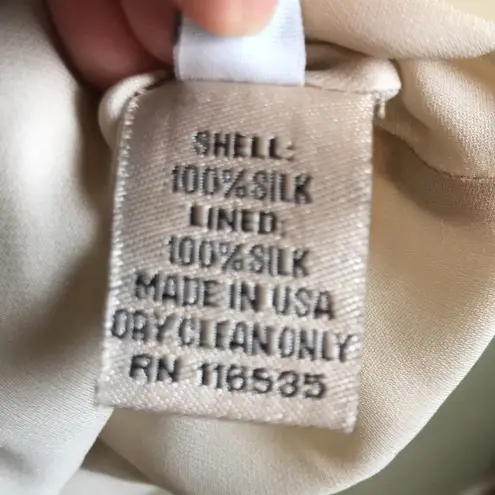 SHELL:
100% SILK
LINED:
100% SILK
MADE IN USA
DRY CLEAN ONLY
RN 116535